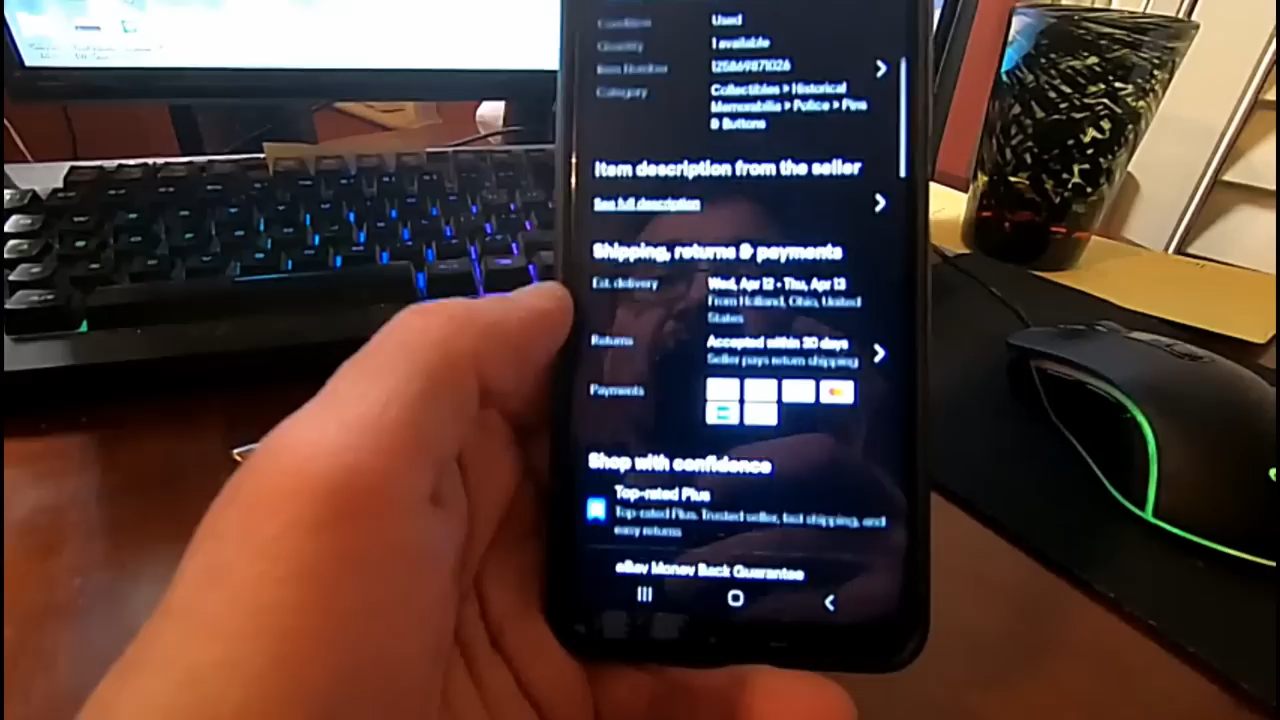 Condition Used
Quantity 1 available
Item Number 125869871026
Category Collectibles > Historical
Memorabilia > Police > Pins
& Buttons
Item description from the seller
See full description
Shipping, returns & payments
Est. delivery Wed, Apr 12 - Thu, Apr 13
From Holland, Ohio, United
States
Returns Accepted within 30 days
Seller pays return shipping
Payments
Shop with confidence
Top-rated Plus
Top-rated Plus. Trusted seller, fast shipping, and
easy returns
eBay Money Back Guarantee